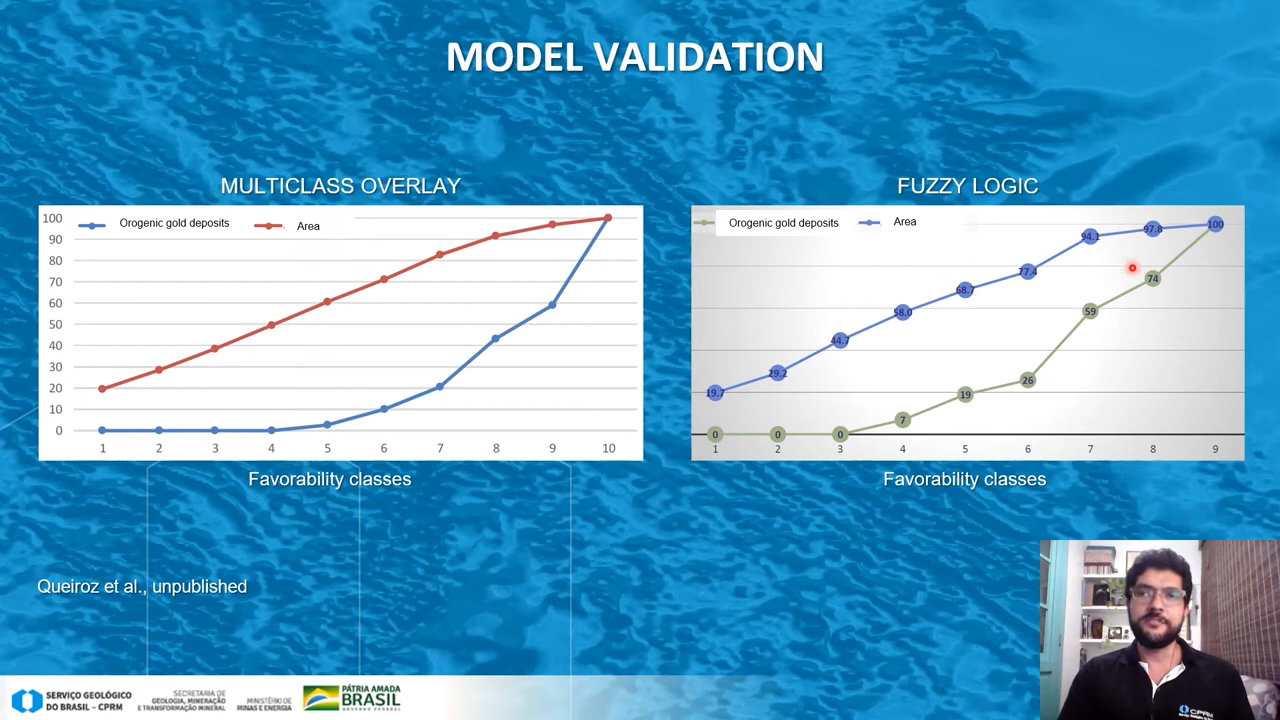 MODEL VALIDATION
MULTICLASS OVERLAY
100
90
80
70
60
50
40
30
20
10
0
Orogenic gold deposits
Area
1 2 3 4 5 6 7 8 9 10
Favorability classes
FUZZY LOGIC
Orogenic gold deposits
Area
19.7 29.2 44.7 58.0 68.7 77.4 94.1 97.8 100
0 0 0 7 19 26 59 74
1 2 3 4 5 6 7 8 9
Favorability classes
Queiroz et al., unpublished
SERVIÇO GEOLÓGICO
DO BRASIL – CPRM
SECRETARIA DE
GEOLOGIA, MINERAÇÃO
E TRANSFORMAÇÃO MINERAL
MINISTÉRIO DE
MINAS E ENERGIA
PÁTRIA AMADA
BRASIL
GOVERNO FEDERAL
CPRM